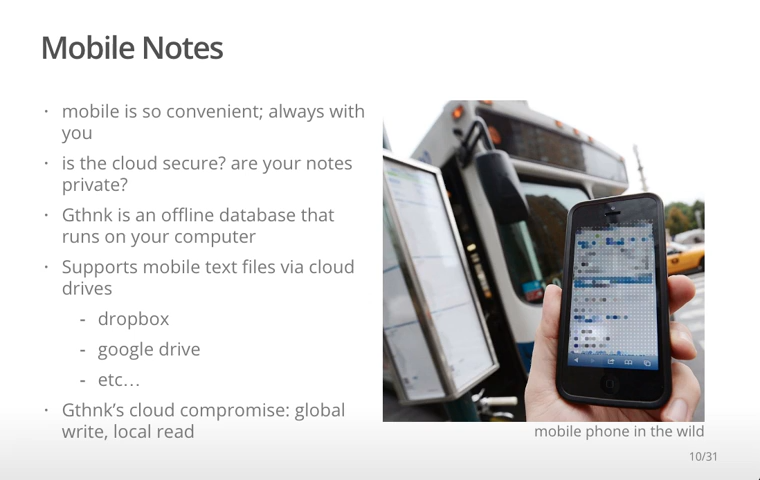 Mobile Notes
· mobile is so convenient; always with
you
· is the cloud secure? are your notes
private?
· Gthnk is an offline database that
runs on your computer
· Supports mobile text files via cloud
drives
- dropbox
- google drive
- etc…
· Gthnk’s cloud compromise: global
write, local read
mobile phone in the wild
10/31